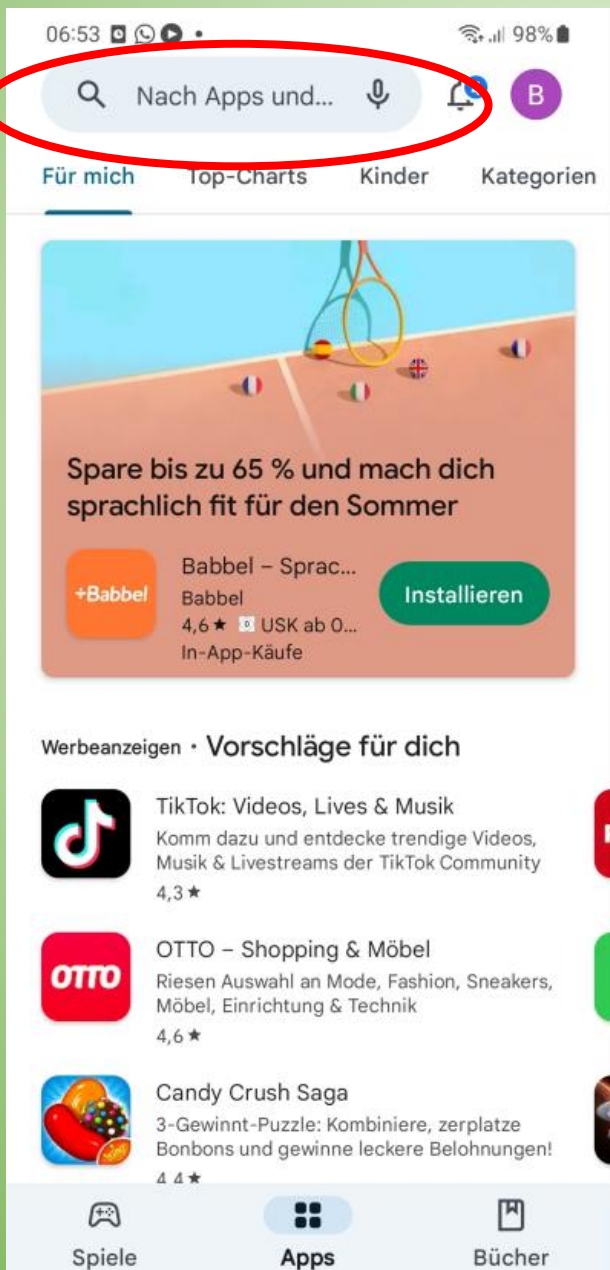 06:53 98%
Nach Apps und... B
Für mich Top-Charts Kinder Kategorien
Spare bis zu 65 % und mach dich
sprachlich fit für den Sommer
+Babbel
Babbel – Sprac...
Babbel
4,6 ★ USK ab 0...
In-App-Käufe
Installieren
Werbeanzeigen • Vorschläge für dich
TikTok: Videos, Lives & Musik
Komm dazu und entdecke trendige Videos,
Musik & Livestreams der TikTok Community
4,3 ★
OTTO
OTTO – Shopping & Möbel
Riesen Auswahl an Mode, Fashion, Sneakers,
Möbel, Einrichtung & Technik
4,6 ★
Candy Crush Saga
3-Gewinnt-Puzzle: Kombiniere, zerplatze
Bonbons und gewinne leckere Belohnungen!
4,4 ★
Spiele Apps Bücher